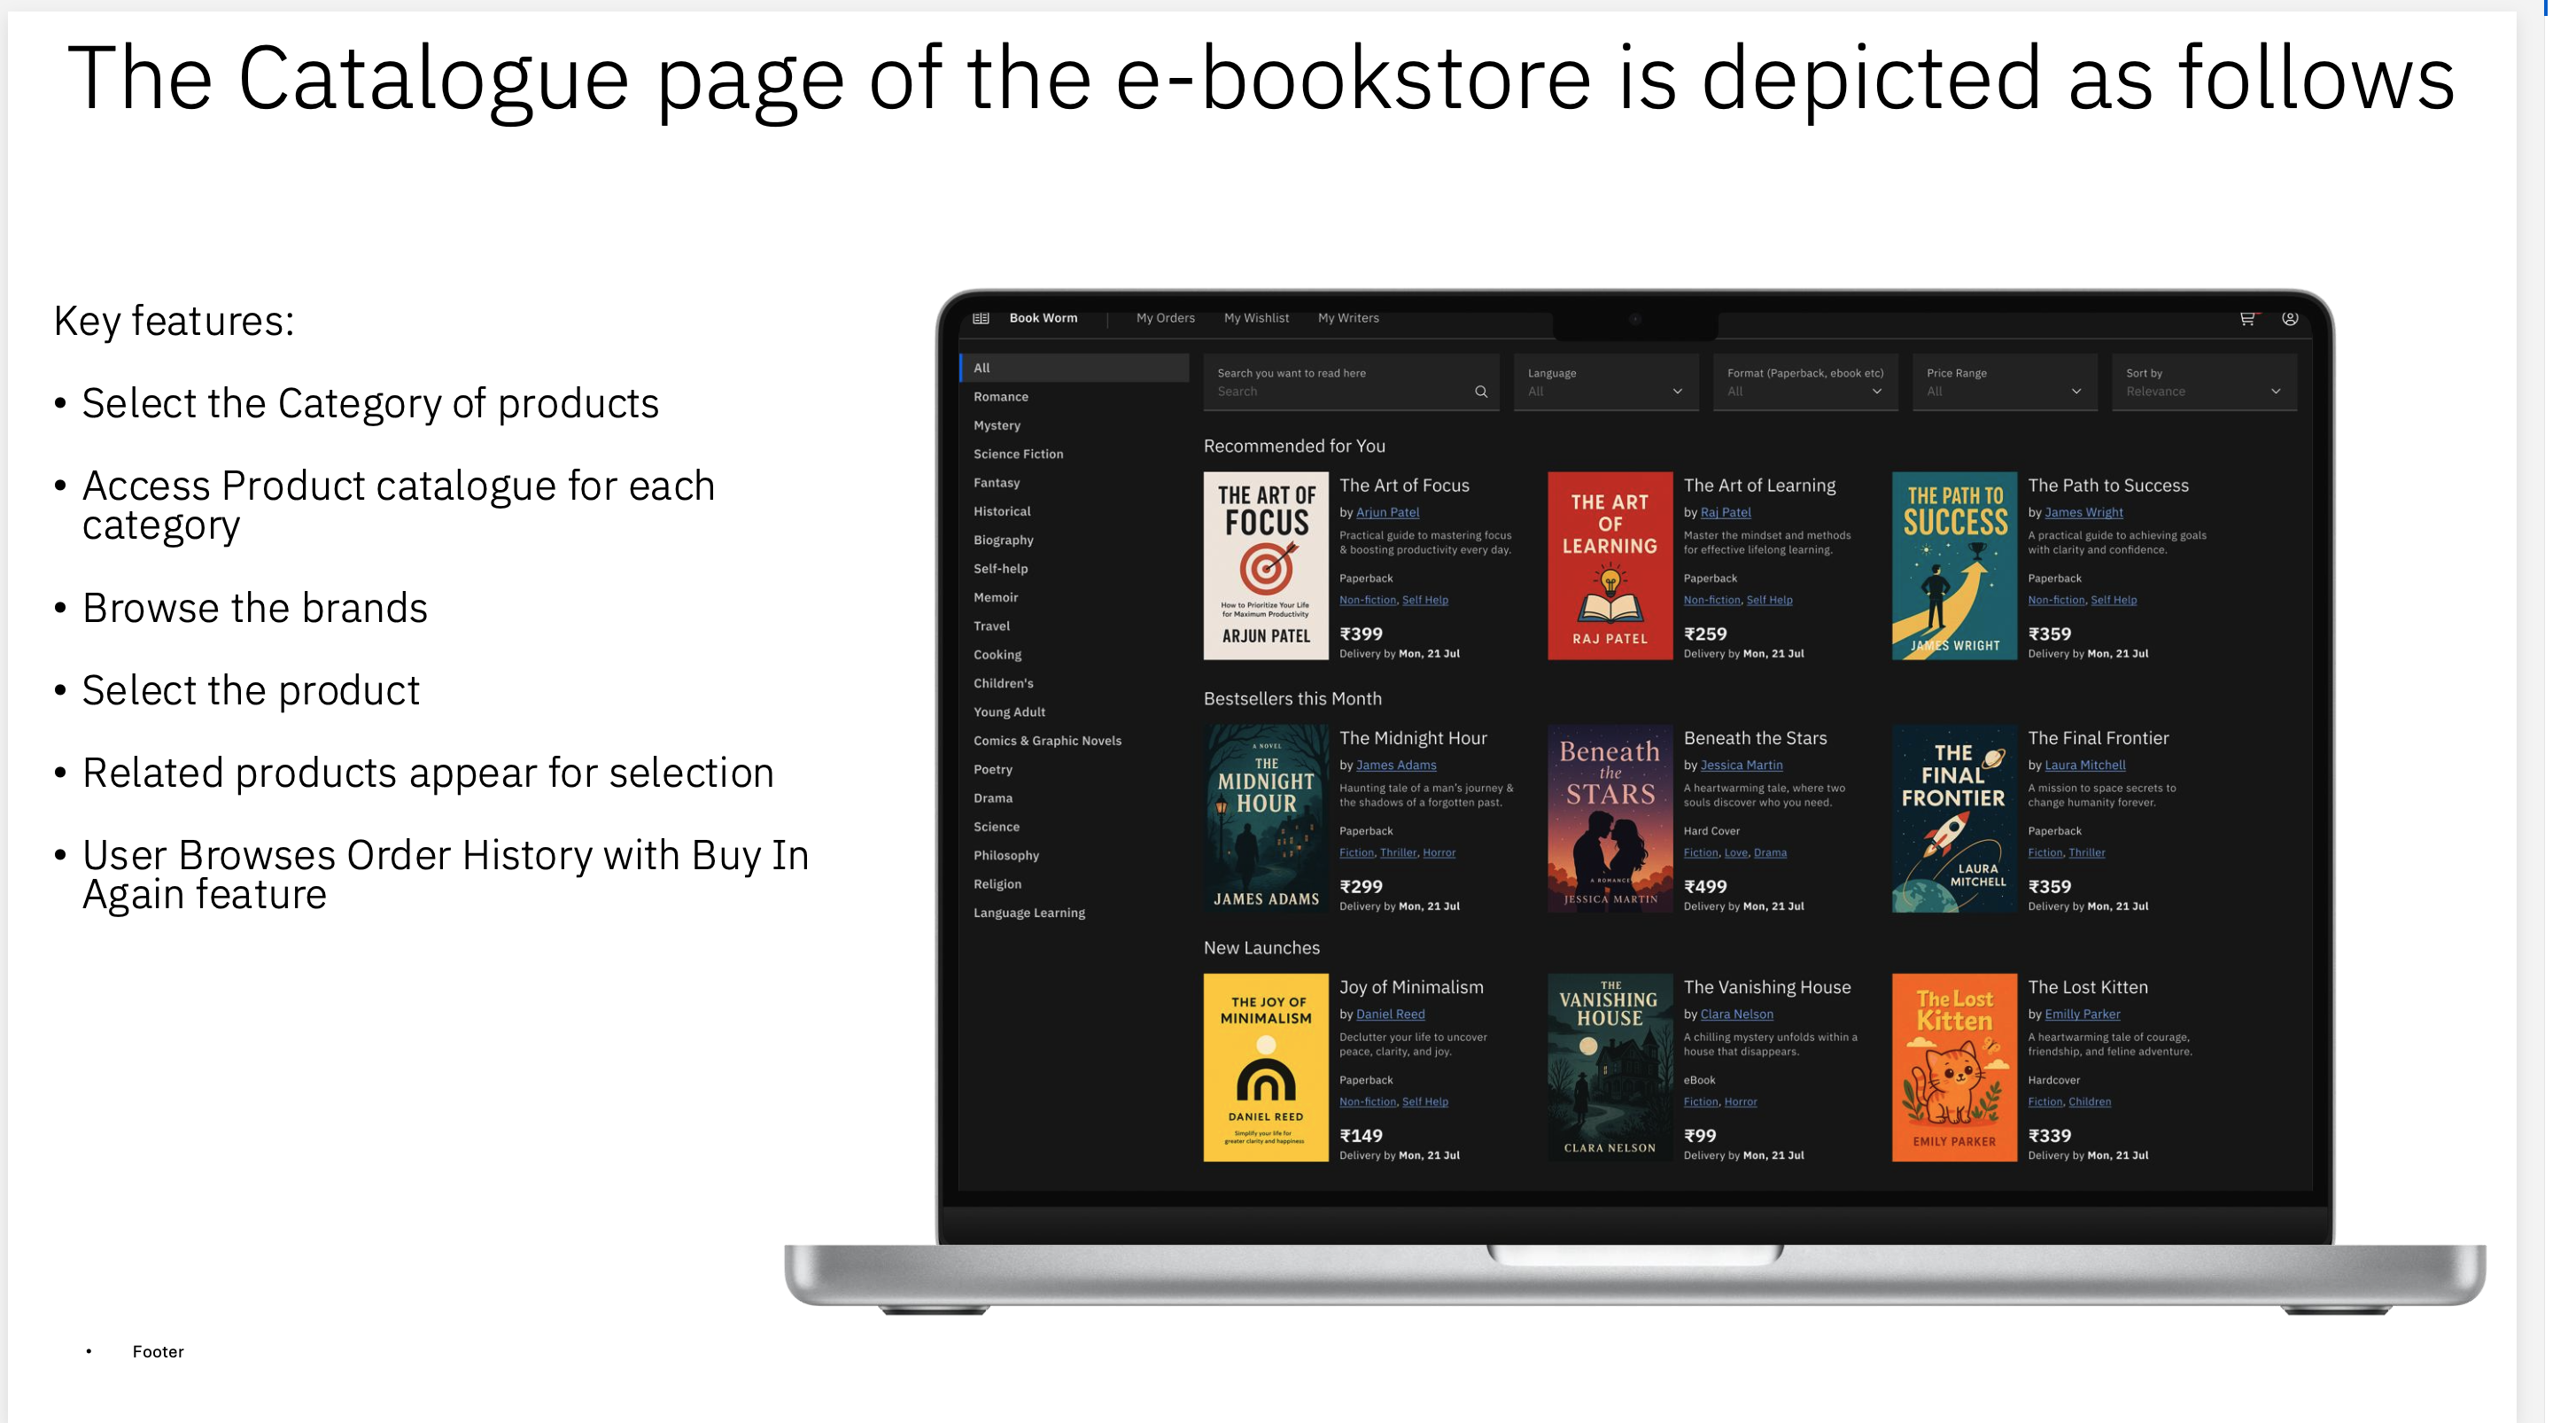 The Catalogue page of the e-bookstore is depicted as follows
Key features:
• Select the Category of products
• Access Product catalogue for each
category
• Browse the brands
• Select the product
• Related products appear for selection
• User Browses Order History with Buy In
Again feature
• Footer
Book Worm
My Orders
My Wishlist
My Writers
All
Romance
Mystery
Science Fiction
Fantasy
Historical
Biography
Self-help
Memoir
Travel
Cooking
Children's
Young Adult
Comics & Graphic Novels
Poetry
Drama
Science
Philosophy
Religion
Language Learning
Search you want to read here
Search
Language
All
Format (Paperback, ebook etc)
All
Price Range
All
Sort by
Relevance
Recommended for You
THE ART OF
FOCUS
How to Prioritize Your Life
for Maximum Productivity
ARJUN PATEL
The Art of Focus
by Arjun Patel
Practical guide to mastering focus
& boosting productivity every day.
Paperback
Non-fiction, Self Help
₹399
Delivery by Mon, 21 Jul
THE ART
OF
LEARNING
RAJ PATEL
The Art of Learning
by Raj Patel
Master the mindset and methods
for effective lifelong learning.
Paperback
Non-fiction, Self Help
₹259
Delivery by Mon, 21 Jul
THE PATH TO
SUCCESS
JAMES WRIGHT
The Path to Success
by James Wright
A practical guide to achieving goals
with clarity and confidence.
Paperback
Non-fiction, Self Help
₹359
Delivery by Mon, 21 Jul
Bestsellers this Month
A NOVEL
THE
MIDNIGHT
HOUR
JAMES ADAMS
The Midnight Hour
by James Adams
Haunting tale of a man's journey &
the shadows of a forgotten past.
Paperback
Fiction, Thriller, Horror
₹299
Delivery by Mon, 21 Jul
Beneath
the
STARS
A ROMANCE
JESSICA MARTIN
Beneath the Stars
by Jessica Martin
A heartwarming tale, where two
souls discover who you need.
Hard Cover
Fiction, Love, Drama
₹499
Delivery by Mon, 21 Jul
THE
FINAL
FRONTIER
LAURA
MITCHELL
The Final Frontier
by Laura Mitchell
A mission to space secrets to
change humanity forever.
Paperback
Fiction, Thriller
₹359
Delivery by Mon, 21 Jul
New Launches
THE JOY OF
MINIMALISM
DANIEL REED
Simplify your life for
greater clarity and happiness
Joy of Minimalism
by Daniel Reed
Declutter your life to uncover
peace, clarity, and joy.
Paperback
Non-fiction, Self Help
₹149
Delivery by Mon, 21 Jul
THE
VANISHING
HOUSE
CLARA NELSON
The Vanishing House
by Clara Nelson
A chilling mystery unfolds within a
house that disappears.
eBook
Fiction, Horror
₹99
Delivery by Mon, 21 Jul
The Lost
Kitten
EMILY PARKER
The Lost Kitten
by Emilly Parker
A heartwarming tale of courage,
friendship, and feline adventure.
Hardcover
Fiction, Children
₹339
Delivery by Mon, 21 Jul